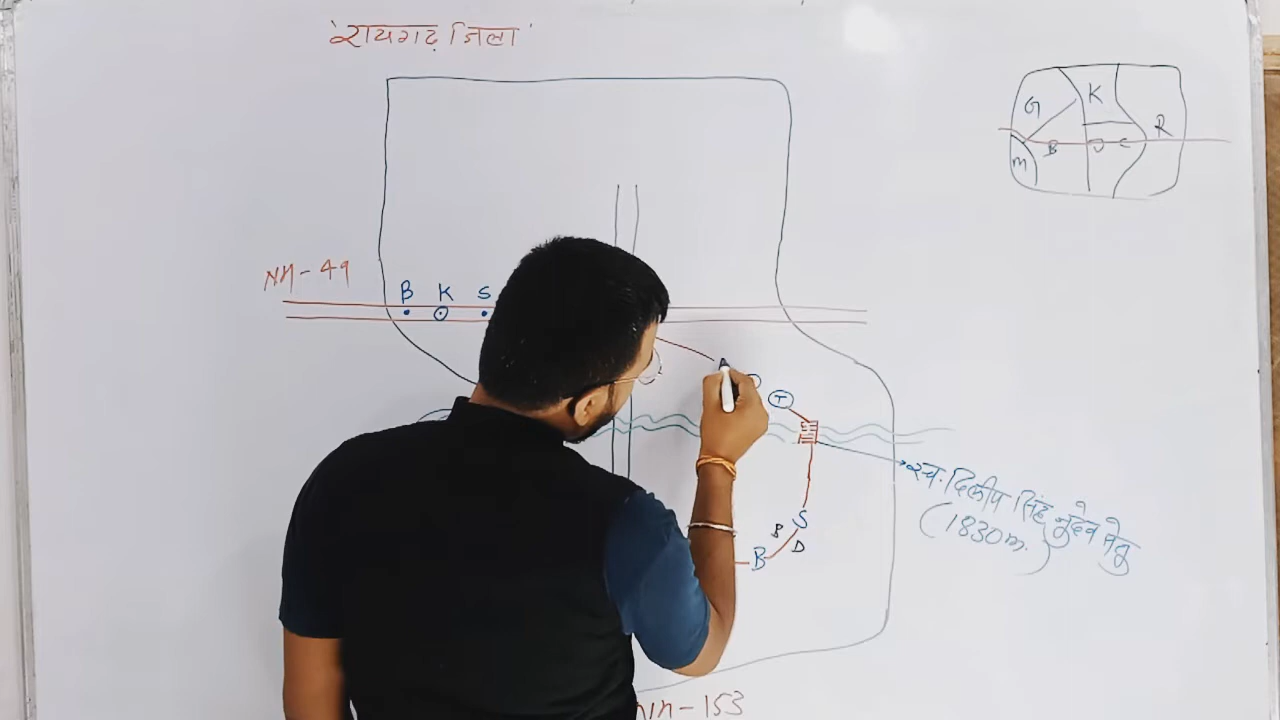 'रायगढ़ जिला'
G K R
B J C
M
NH-49
B K S
T
स्व. दिलीप सिंह जुदेव सेतु
(1830m.)
S
B
D
B
NH-153